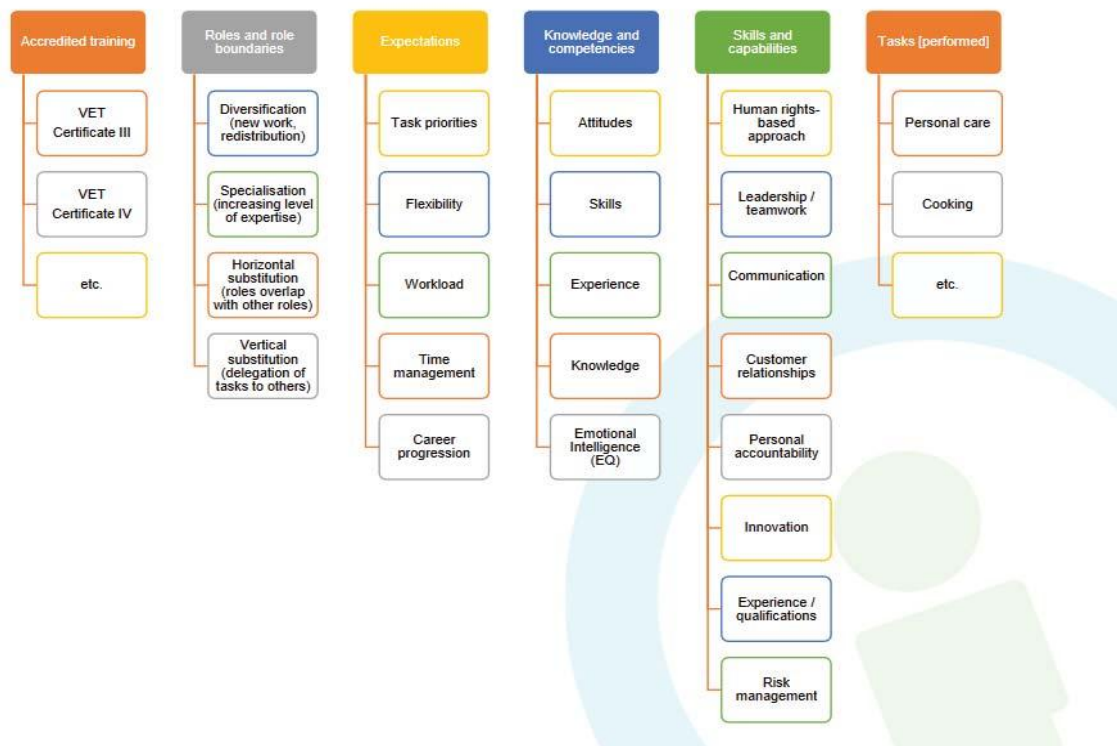 Accredited training
VET
Certificate III
VET
Certificate IV
etc.
Roles and role
boundaries
Diversification
(new work,
redistribution)
Specialisation
(increasing level
of expertise)
Horizontal
substitution
(roles overlap
with other roles)
Vertical
substitution
(delegation of
tasks to others)
Expectations
Task priorities
Flexibility
Workload
Time
management
Career
progression
Knowledge and
competencies
Attitudes
Skills
Experience
Knowledge
Emotional
Intelligence
(EQ)
Skills and
capabilities
Human rights-
based
approach
Leadership /
teamwork
Communication
Customer
relationships
Personal
accountability
Innovation
Experience /
qualifications
Risk
management
Tasks [performed]
Personal care
Cooking
etc.